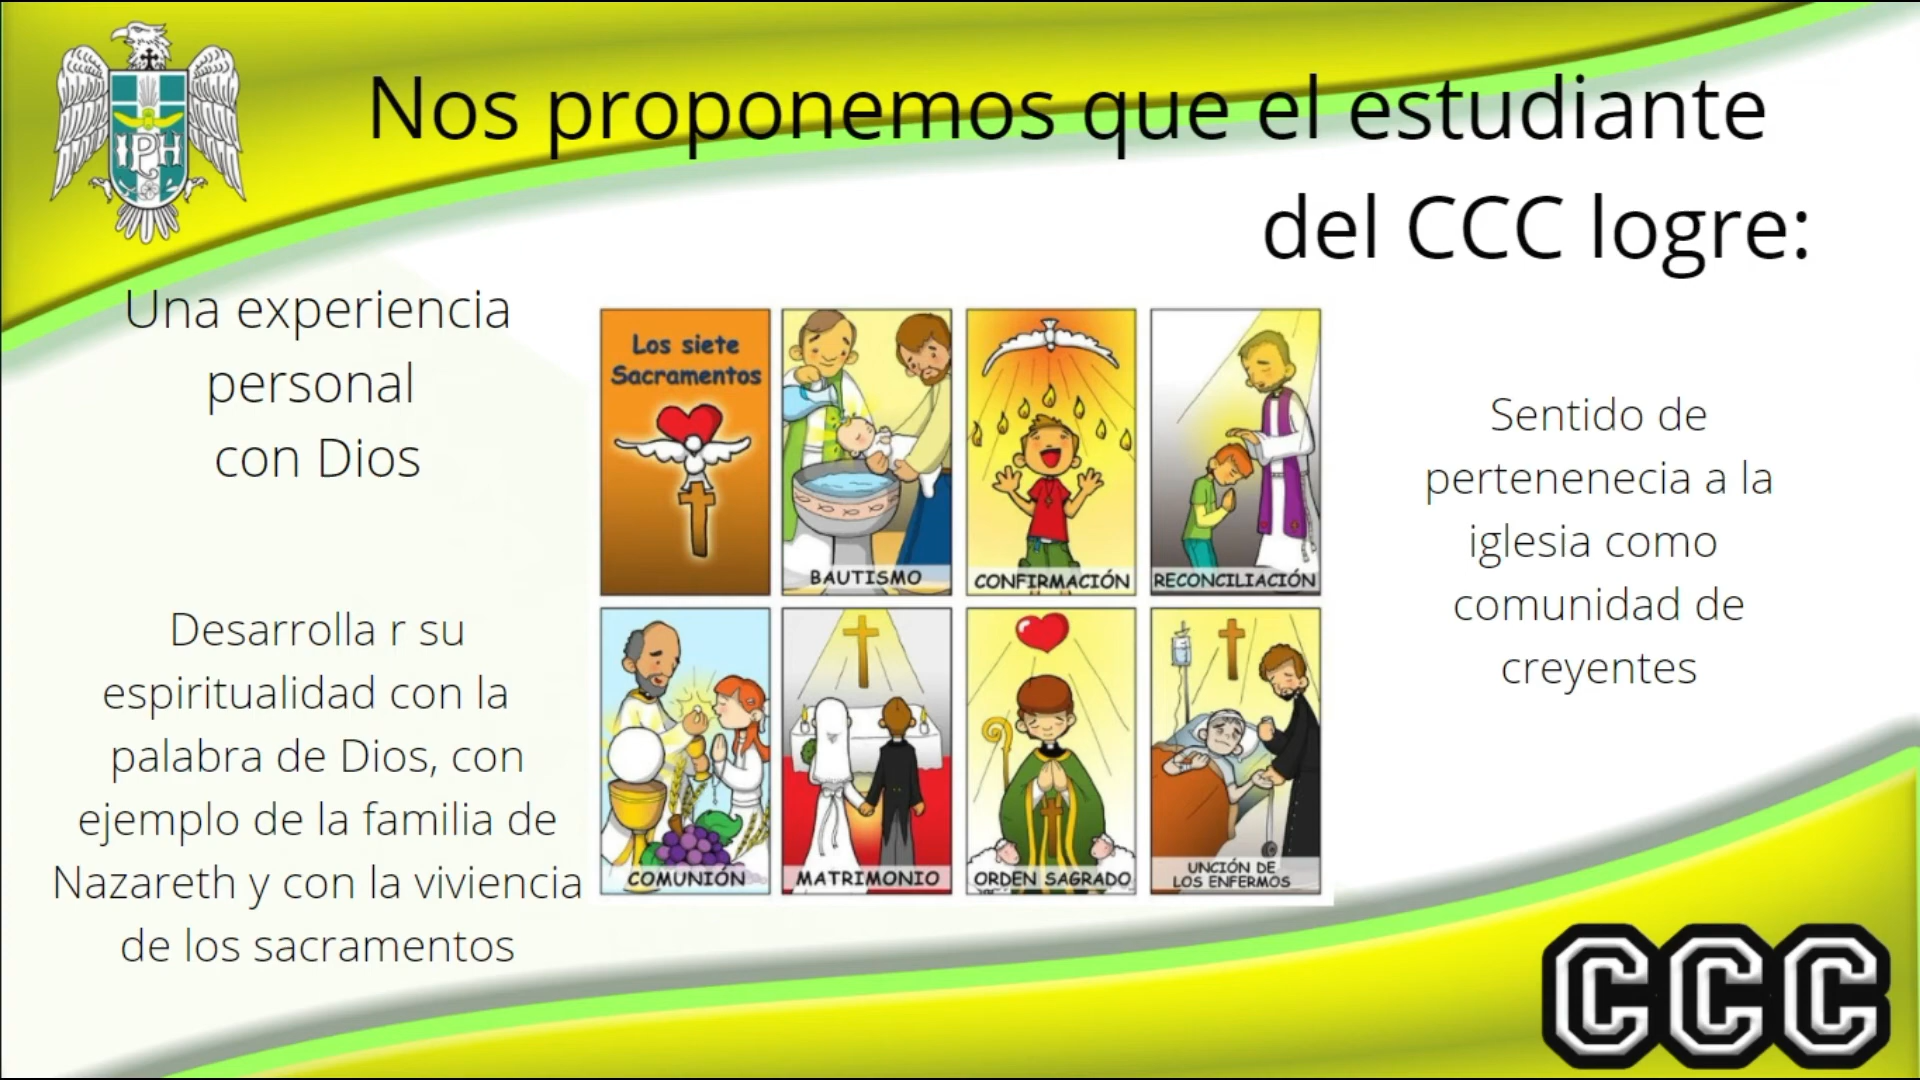 IPH
Nos proponemos que el estudiante
del CCC logre:
Una experiencia
personal
con Dios
Desarrolla r su
espiritualidad con la
palabra de Dios, con
ejemplo de la familia de
Nazareth y con la viviencia
de los sacramentos
Los siete
Sacramentos
BAUTISMO
CONFIRMACIÓN
RECONCILIACIÓN
COMUNIÓN
MATRIMONIO
ORDEN SAGRADO
UNCIÓN DE
LOS ENFERMOS
Sentido de
pertenenecia a la
iglesia como
comunidad de
creyentes
CCC